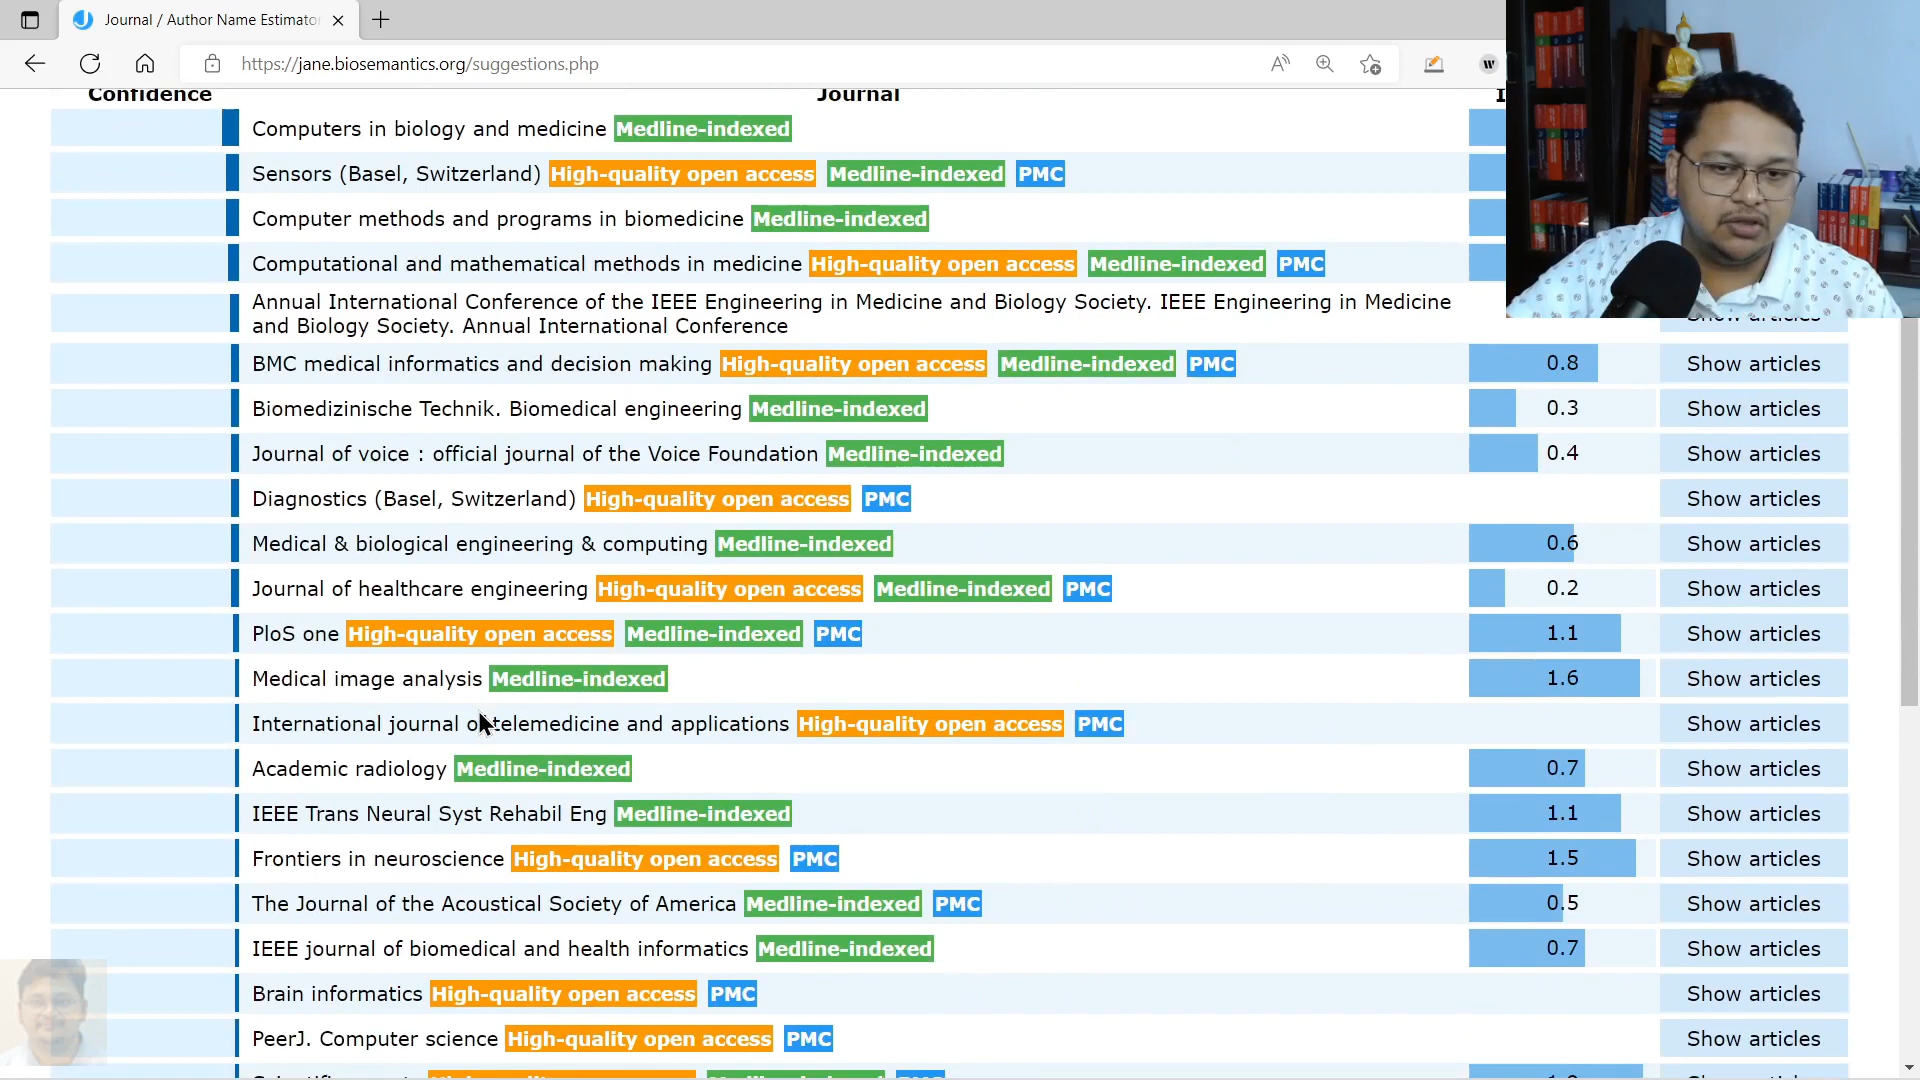 Journal / Author Name Estimato
https://jane.biosemantics.org/suggestions.php
Confidence Journal
Computers in biology and medicine Medline-indexed
Sensors (Basel, Switzerland) High-quality open access Medline-indexed PMC
Computer methods and programs in biomedicine Medline-indexed
Computational and mathematical methods in medicine High-quality open access Medline-indexed PMC
Annual International Conference of the IEEE Engineering in Medicine and Biology Society. IEEE Engineering in Medicine
and Biology Society. Annual International Conference Show articles
BMC medical informatics and decision making High-quality open access Medline-indexed PMC 0.8 Show articles
Biomedizinische Technik. Biomedical engineering Medline-indexed 0.3 Show articles
Journal of voice : official journal of the Voice Foundation Medline-indexed 0.4 Show articles
Diagnostics (Basel, Switzerland) High-quality open access PMC Show articles
Medical & biological engineering & computing Medline-indexed 0.6 Show articles
Journal of healthcare engineering High-quality open access Medline-indexed PMC 0.2 Show articles
PloS one High-quality open access Medline-indexed PMC 1.1 Show articles
Medical image analysis Medline-indexed 1.6 Show articles
International journal of telemedicine and applications High-quality open access PMC Show articles
Academic radiology Medline-indexed 0.7 Show articles
IEEE Trans Neural Syst Rehabil Eng Medline-indexed 1.1 Show articles
Frontiers in neuroscience High-quality open access PMC 1.5 Show articles
The Journal of the Acoustical Society of America Medline-indexed PMC 0.5 Show articles
IEEE journal of biomedical and health informatics Medline-indexed 0.7 Show articles
Brain informatics High-quality open access PMC Show articles
PeerJ. Computer science High-quality open access PMC Show articles